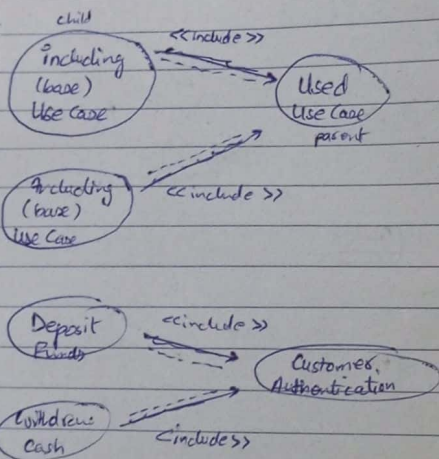 child
<<include>>
including
(base)
Use Case
Used
Use Case
parent
Including
(base)
Use Case
<<include>>
Deposit
Funds
<<include>>
Customer
Authentication
Withdraw
Cash
<include>>